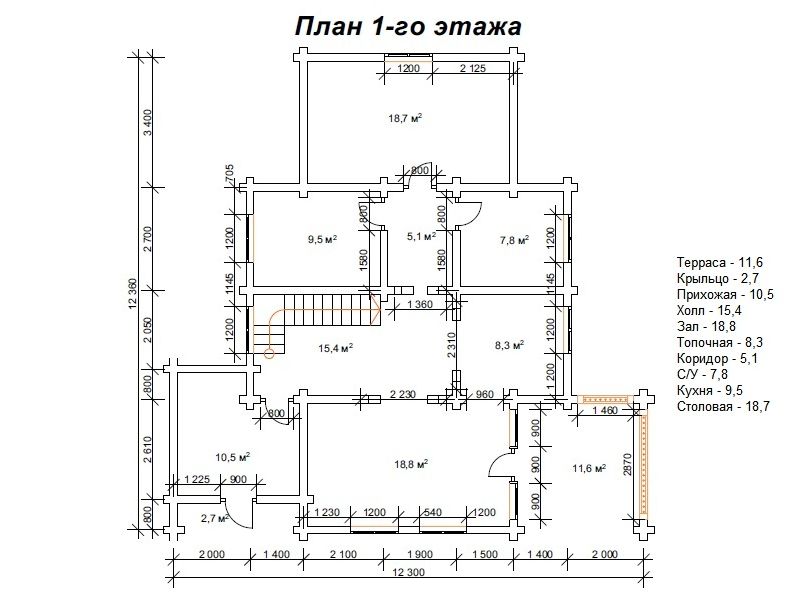 План 1-го этажа
1200
2 125
18,7 м²
3 400
800
705
9,5 м²
800
5,1 м²
800
7,8 м²
1200
1200
2 700
1580
1580
1145
1145
12 360
1 360
1200
1200
2 050
15,4 м²
2 310
8,3 м²
1 200
800
2 230
960
800
1 460
2 610
10,5 м²
18,8 м²
900
900
900
11,6 м²
2870
1 225
900
800
2,7 м²
1 230
1200
540
1200
2 000
1 400
2 100
1 900
1 500
1 400
2 000
12 300
Терраса - 11,6
Крыльцо - 2,7
Прихожая - 10,5
Холл - 15,4
Зал - 18,8
Топочная - 8,3
Коридор - 5,1
С/У - 7,8
Кухня - 9,5
Столовая - 18,7